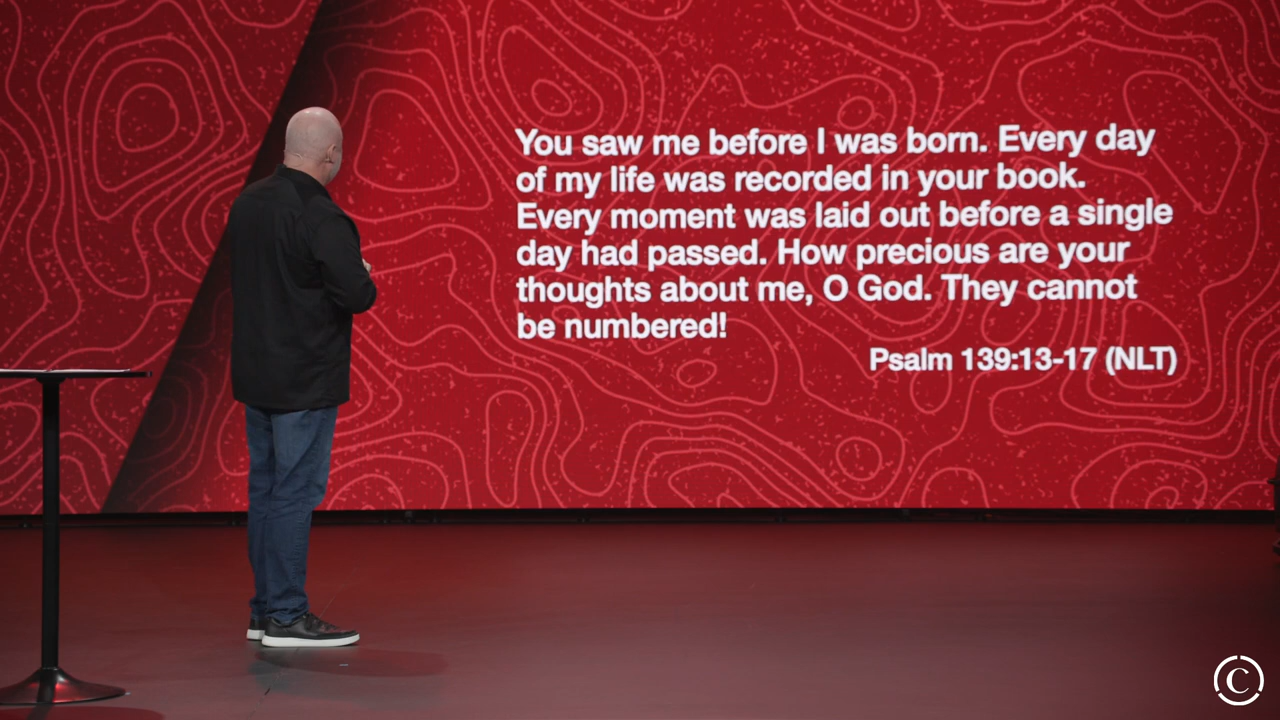 You saw me before I was born. Every day
of my life was recorded in your book.
Every moment was laid out before a single
day had passed. How precious are your
thoughts about me, O God. They cannot
be numbered!
Psalm 139:13-17 (NLT)
C